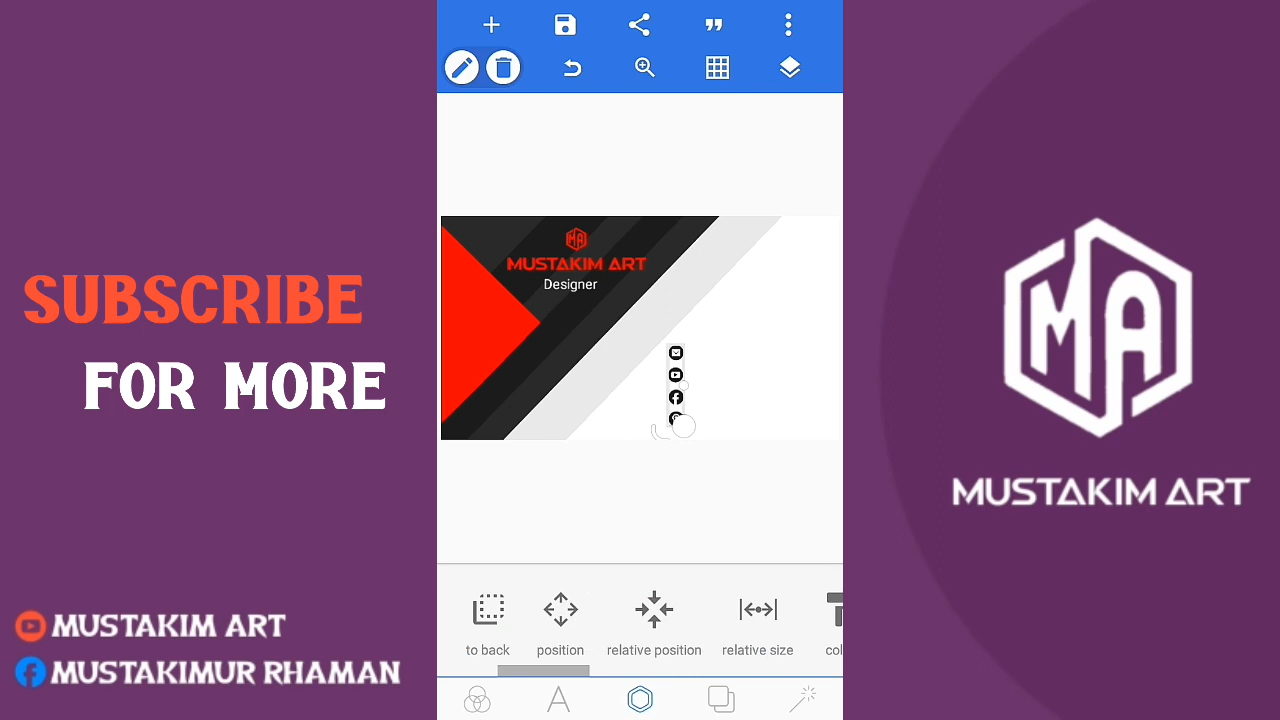 SUBSCRIBE
FOR MORE
MUSTAKIM ART
MUSTAKIMUR RHAMAN
MA
MUSTAKIM ART
Designer
to back
position
relative position
relative size
col
A
MA
MUSTAKIM ART